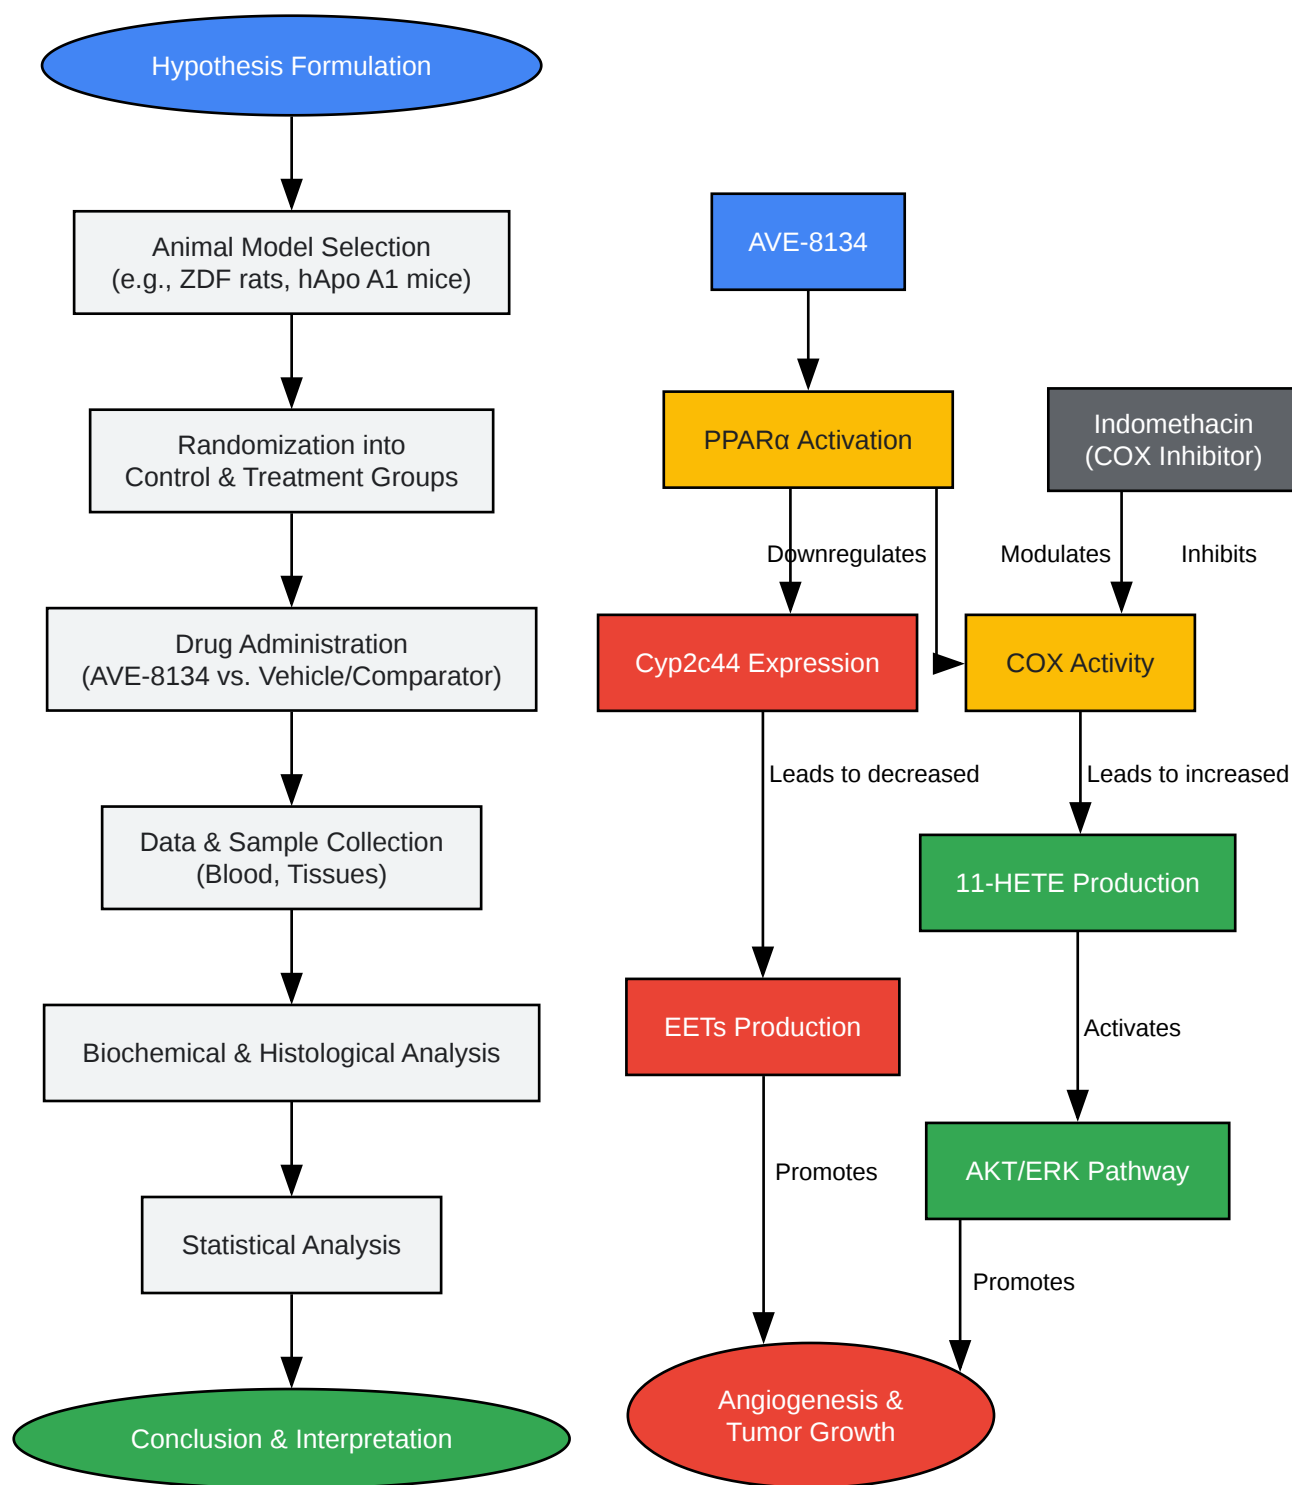 Hypothesis Formulation
Animal Model Selection
(e.g., ZDF rats, hApo A1 mice)
Randomization into
Control & Treatment Groups
Drug Administration
(AVE-8134 vs. Vehicle/Comparator)
Data & Sample Collection
(Blood, Tissues)
Biochemical & Histological Analysis
Statistical Analysis
Conclusion & Interpretation
AVE-8134
PPARα Activation
Indomethacin
(COX Inhibitor)
Downregulates
Modulates
Inhibits
Cyp2c44 Expression
COX Activity
Leads to decreased
Leads to increased
11-HETE Production
EETs Production
Activates
Promotes
AKT/ERK Pathway
Promotes
Angiogenesis &
Tumor Growth